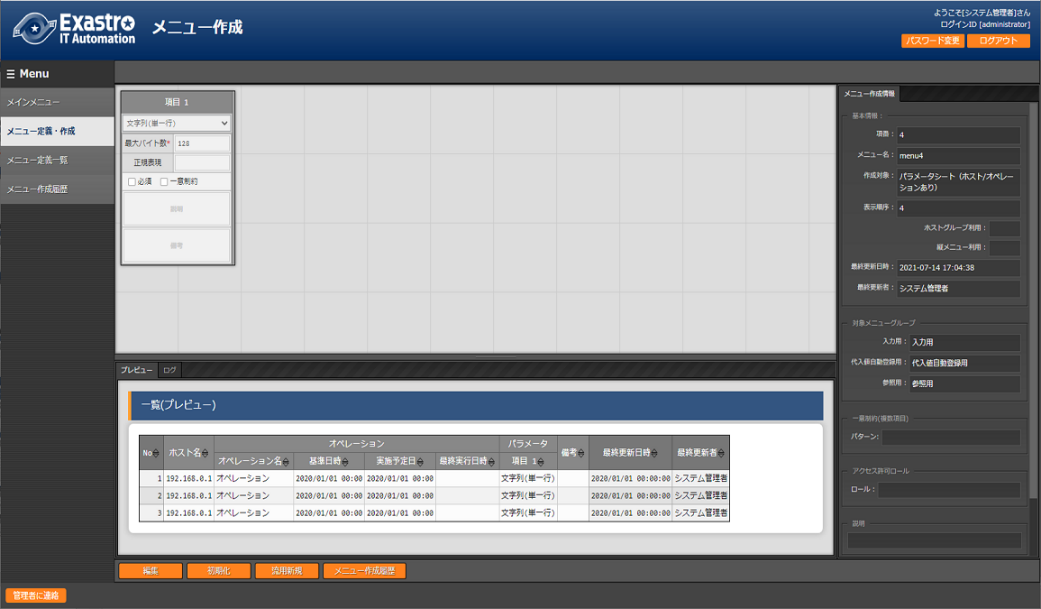 Exastro
IT Automation
メニュー作成
ようこそ[システム管理者]さん
ログインID [administrator]
パスワード変更 ログアウト
☰ Menu
メインメニュー
メニュー定義・作成
メニュー定義一覧
メニュー作成履歴
項目 1
文字列(単一行)
最大バイト数* 128
正規表現
必須 一意制約
説明
備考
メニュー作成情報
基本情報：
項番： 4
メニュー名： menu4
作成対象： パラメータシート（ホスト/オペレー
ションあり）
表示順序： 4
ホストグループ利用：
縦メニュー利用：
最終更新日時： 2021-07-14 17:04:38
最終更新者： システム管理者
対象メニューグループ
入力用： 入力用
代入値自動登録用： 代入値自動登録用
参照用： 参照用
一意制約(複数項目)
パターン:
アクセス許可ロール
ロール：
説明
プレビュー ログ
一覧(プレビュー)
No ホスト名 オペレーション パラメータ 備考 最終更新日時 最終更新者
オペレーション名 基準日時 実施予定日 最終実行日時 項目 1
1 192.168.0.1 オペレーション 2020/01/01 00:00 2020/01/01 00:00 文字列(単一行) 2020/01/01 00:00:00 システム管理者
2 192.168.0.1 オペレーション 2020/01/01 00:00 2020/01/01 00:00 文字列(単一行) 2020/01/01 00:00:00 システム管理者
3 192.168.0.1 オペレーション 2020/01/01 00:00 2020/01/01 00:00 文字列(単一行) 2020/01/01 00:00:00 システム管理者
編集 初期化 流用新規 メニュー作成履歴
管理者に連絡